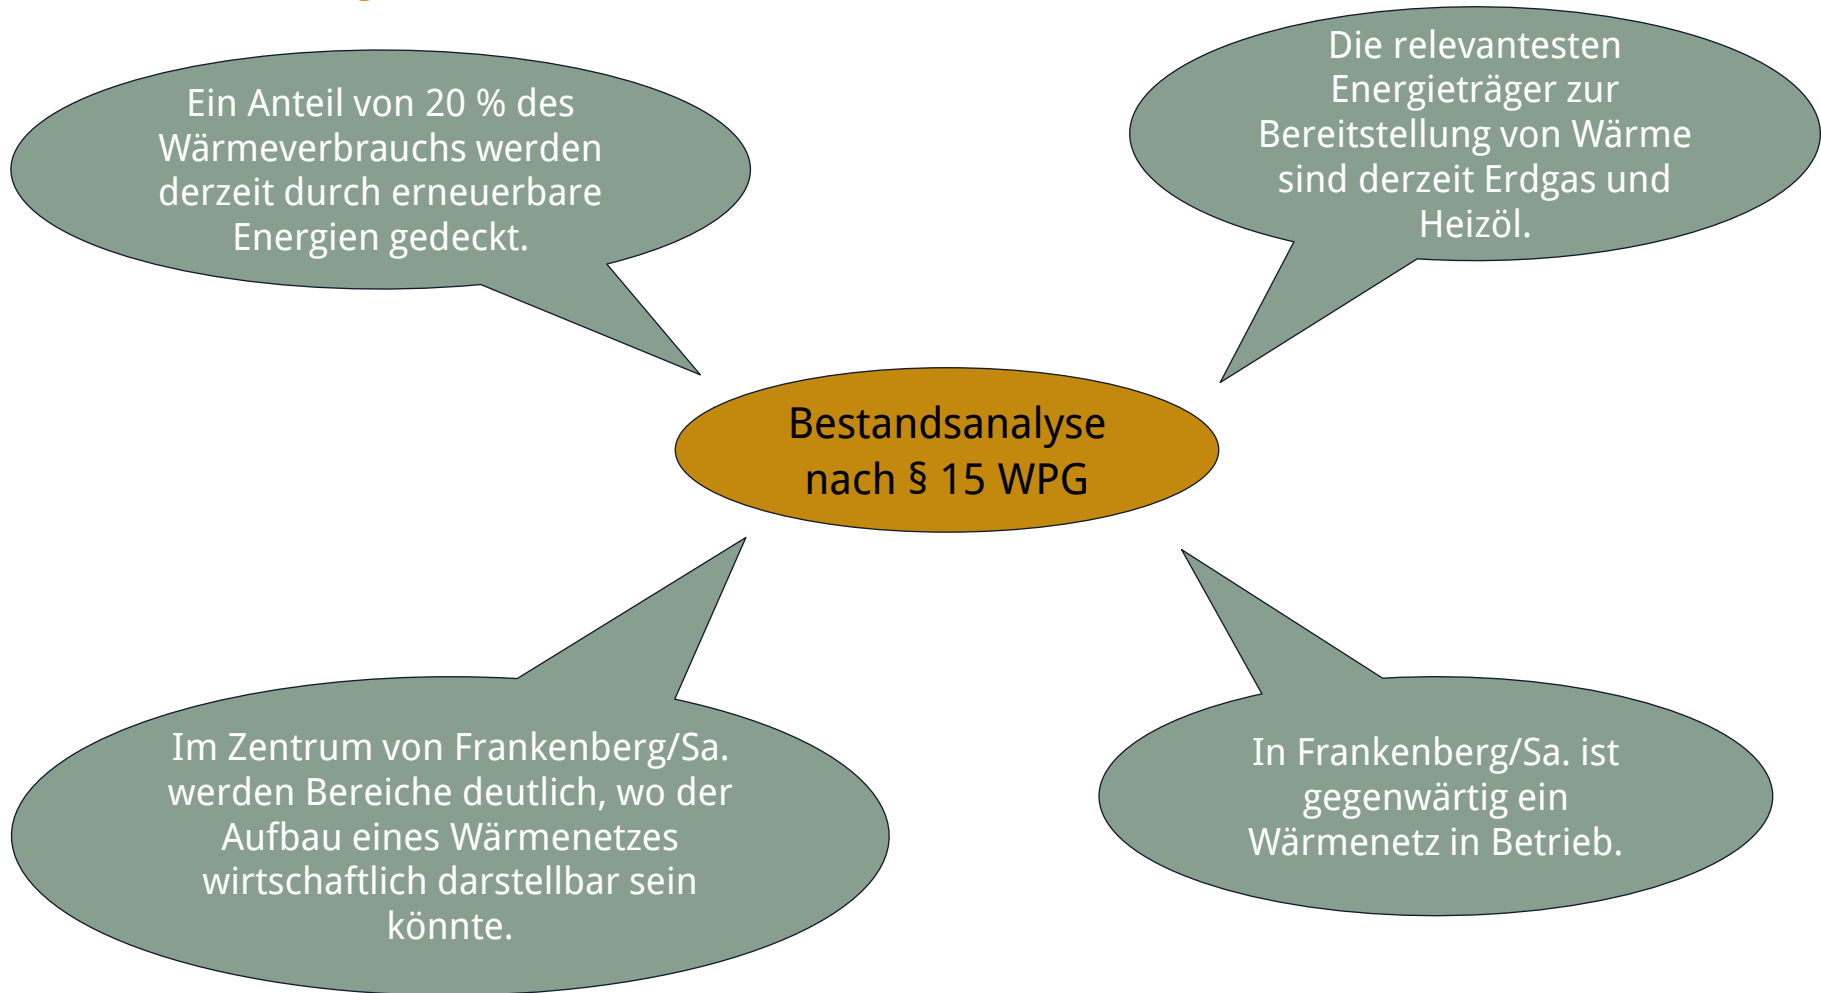 Ein Anteil von 20 % des
Wärmeverbrauchs werden
derzeit durch erneuerbare
Energien gedeckt.
Die relevantesten
Energieträger zur
Bereitstellung von Wärme
sind derzeit Erdgas und
Heizöl.
Bestandsanalyse
nach § 15 WPG
Im Zentrum von Frankenberg/Sa.
werden Bereiche deutlich, wo der
Aufbau eines Wärmenetzes
wirtschaftlich darstellbar sein
könnte.
In Frankenberg/Sa. ist
gegenwärtig ein
Wärmenetz in Betrieb.